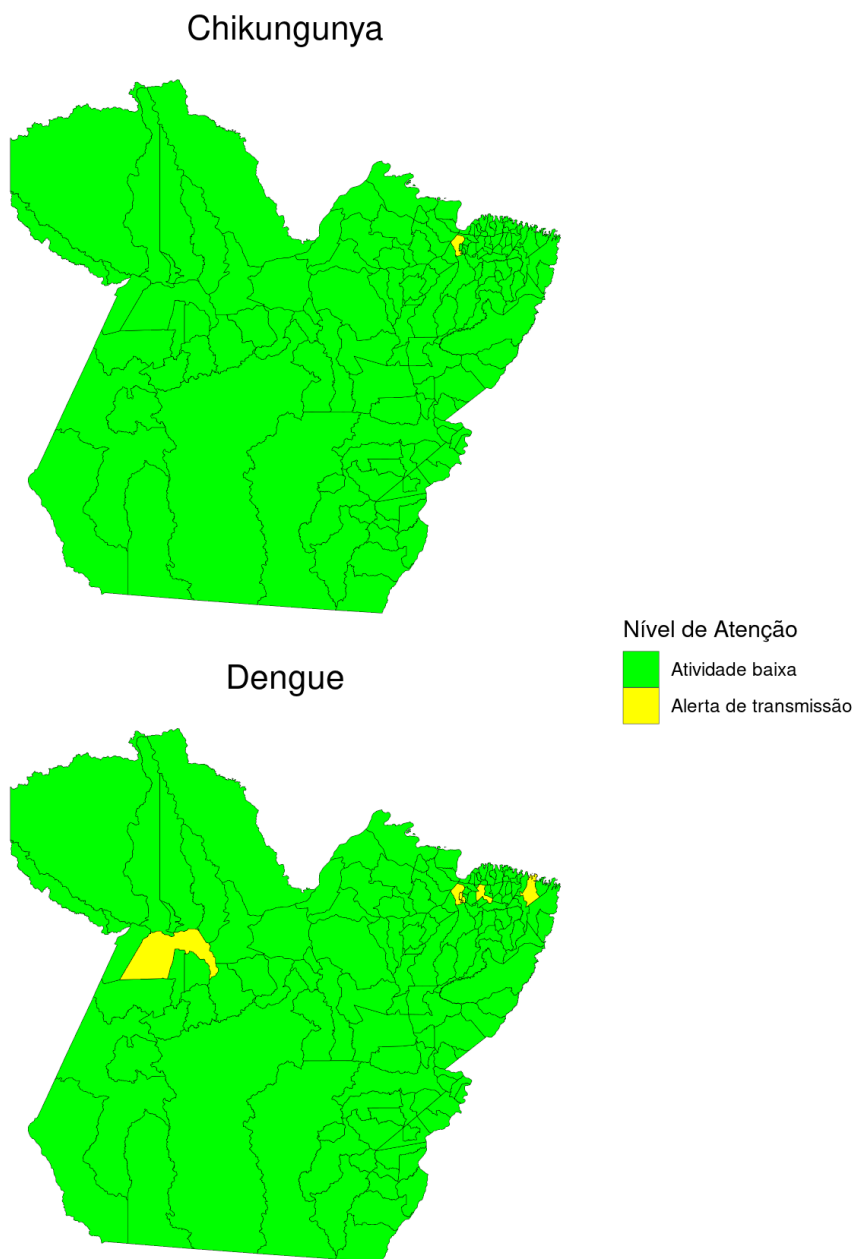 Chikungunya
Nível de Atenção
Atividade baixa
Alerta de transmissão
Dengue